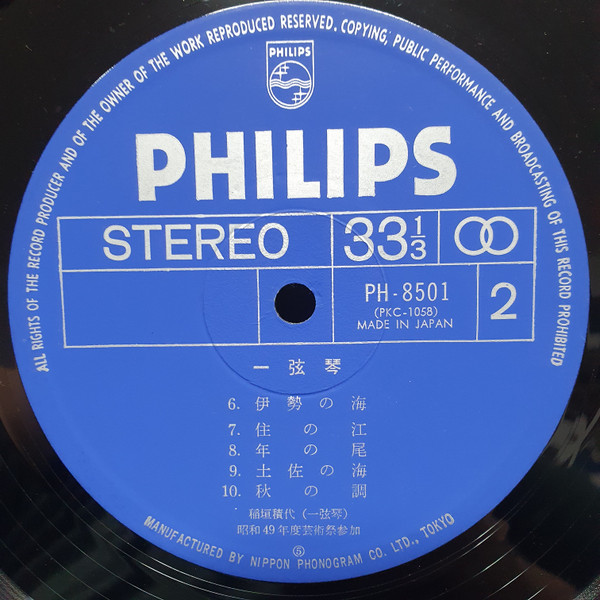 ALL RIGHTS OF THE RECORD PRODUCER AND OF THE OWNER OF THE WORK REPRODUCED RESERVED. COPYING, PUBLIC PERFORMANCE AND BROADCASTING OF THIS RECORD PROHIBITED
PHILIPS
PHILIPS
STEREO
33 1/3
PH-8501
(PKC-1058)
MADE IN JAPAN
2
一弦琴
6. 伊勢の海
7. 住の江
8. 年の尾
9. 土佐の海
10. 秋の調
稲垣積代（一弦琴）
昭和49年度芸術祭参加
MANUFACTURED BY NIPPON PHONOGRAM CO. LTD., TOKYO